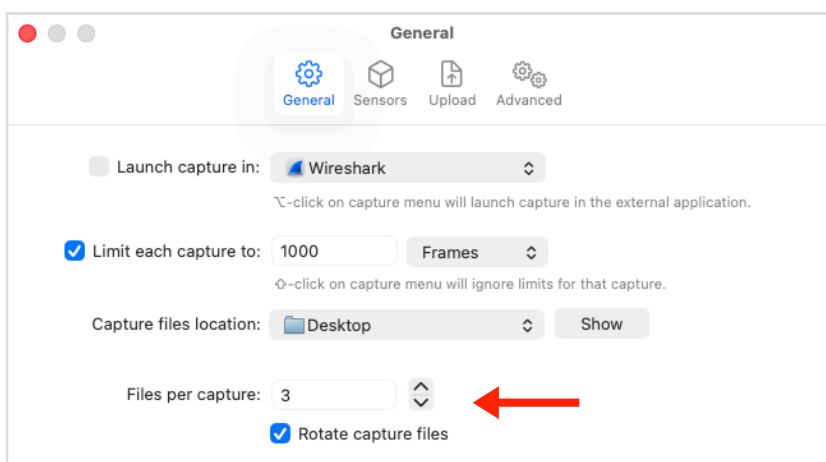 General
General Sensors Upload Advanced
Launch capture in: Wireshark
⌥-click on capture menu will launch capture in the external application.
Limit each capture to: 1000 Frames
⇧-click on capture menu will ignore limits for that capture.
Capture files location: Desktop Show
Files per capture: 3
Rotate capture files